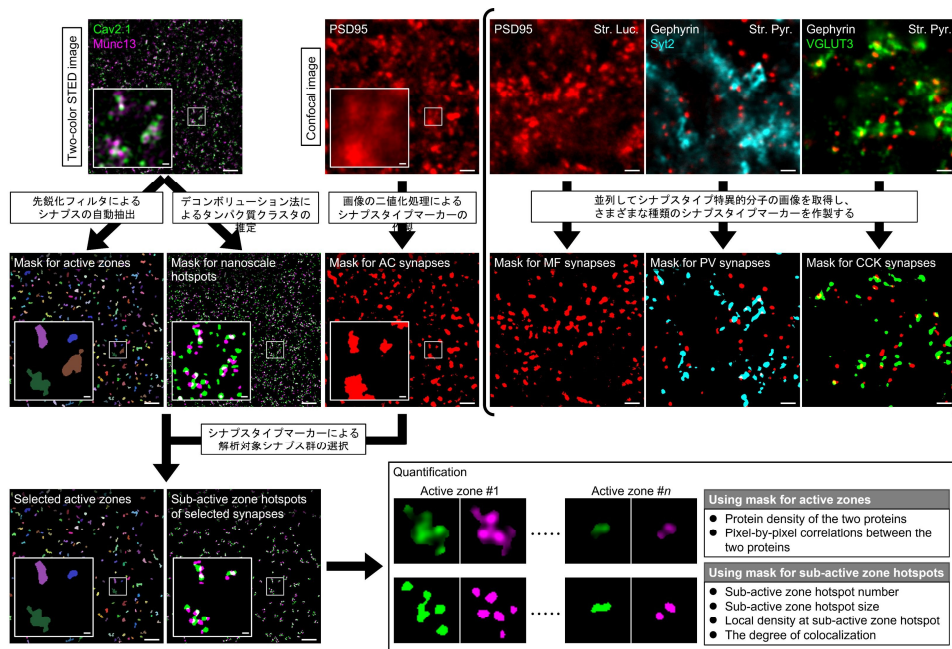 Two-color STED image
Cav2.1
Munc13
Confocal image
PSD95
PSD95
Str. Luc.
Gephyrin
Syt2
Str. Pyr.
Gephyrin
VGLUT3
Str. Pyr.
先鋭化フィルタによる
シナプスの自動抽出
デコンボリューション法に
よるタンパク質クラスタの
推定
画像の二値化処理による
シナプスタイプマーカーの
作製
並列してシナプスタイプ特異的分子の画像を取得し、
さまざまな種類のシナプスタイプマーカーを作製する
Mask for active zones
Mask for nanoscale
hotspots
Mask for AC synapses
Mask for MF synapses
Mask for PV synapses
Mask for CCK synapses
シナプスタイプマーカーによる
解析対象シナプス群の選択
Selected active zones
Sub-active zone hotspots
of selected synapses
Quantification
Active zone #1
Active zone #n
.....
.....
Using mask for active zones
● Protein density of the two proteins
● Pixel-by-pixel correlations between the
two proteins
Using mask for sub-active zone hotspots
● Sub-active zone hotspot number
● Sub-active zone hotspot size
● Local density at sub-active zone hotspot
● The degree of colocalization